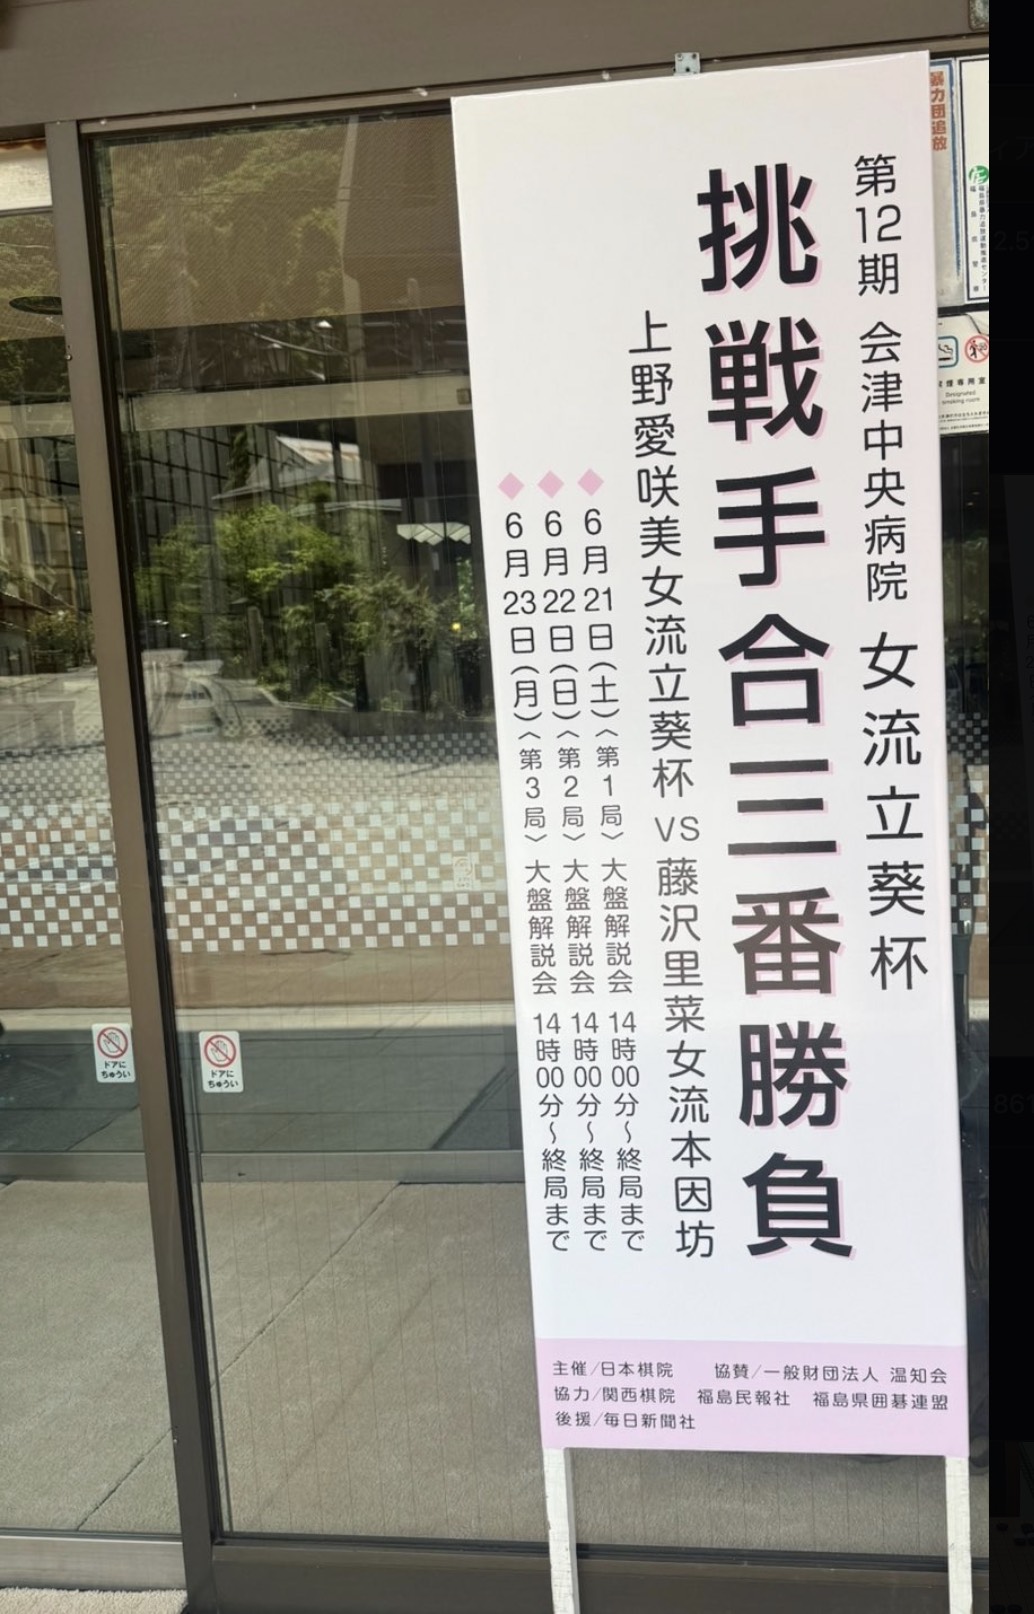 第12期 会津中央病院 女流立葵杯
挑戦手合三番勝負
上野愛咲美女流立葵杯 VS 藤沢里菜女流本因坊
6月21日(土)〈第1局〉大盤解説会 14時00分～終局まで
6月22日(日)〈第2局〉大盤解説会 14時00分～終局まで
6月23日(月)〈第3局〉大盤解説会 14時00分～終局まで
主催/日本棋院 協賛/一般財団法人 温知会
協力/関西棋院 福島民報社 福島県囲碁連盟
後援/毎日新聞社
ドアに
ちゅうい
ドアに
ちゅうい
暴力団追放
Designated
smoking room